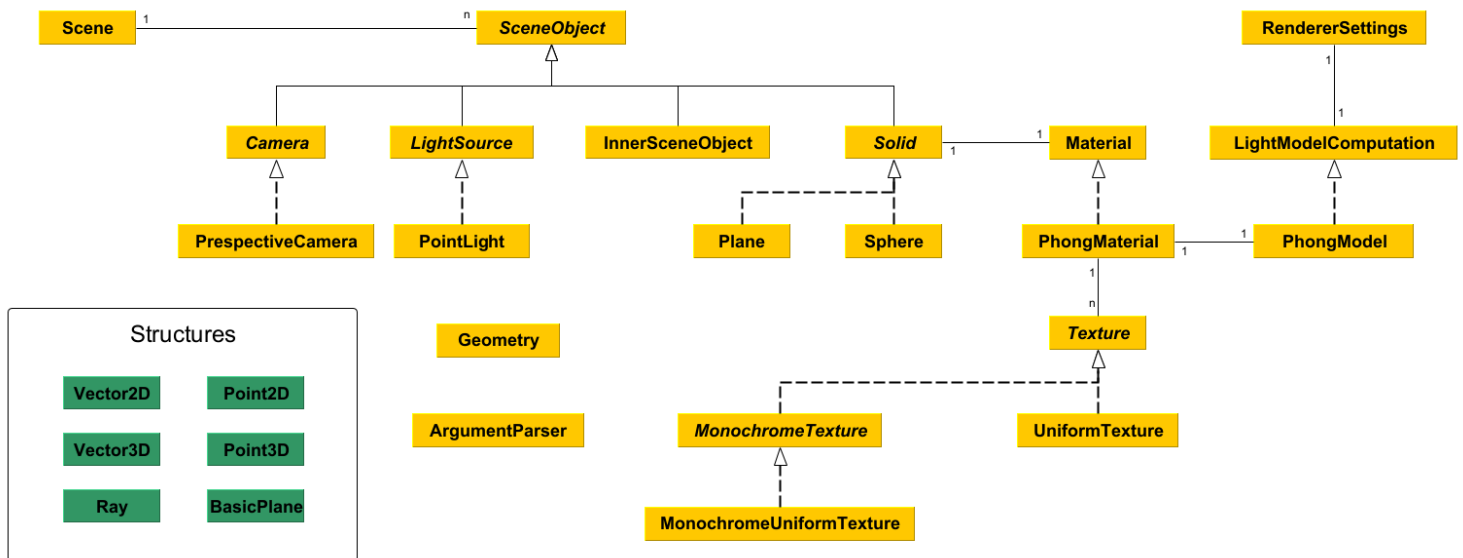 Scene
1
n
SceneObject
RendererSettings
1
1
Camera
LightSource
InnerSceneObject
Solid
1
1
Material
LightModelComputation
PrespectiveCamera
PointLight
Plane
Sphere
PhongMaterial
1
1
PhongModel
1
n
Structures
Geometry
Texture
Vector2D
Point2D
ArgumentParser
MonochromeTexture
UniformTexture
Vector3D
Point3D
Ray
BasicPlane
MonochromeUniformTexture